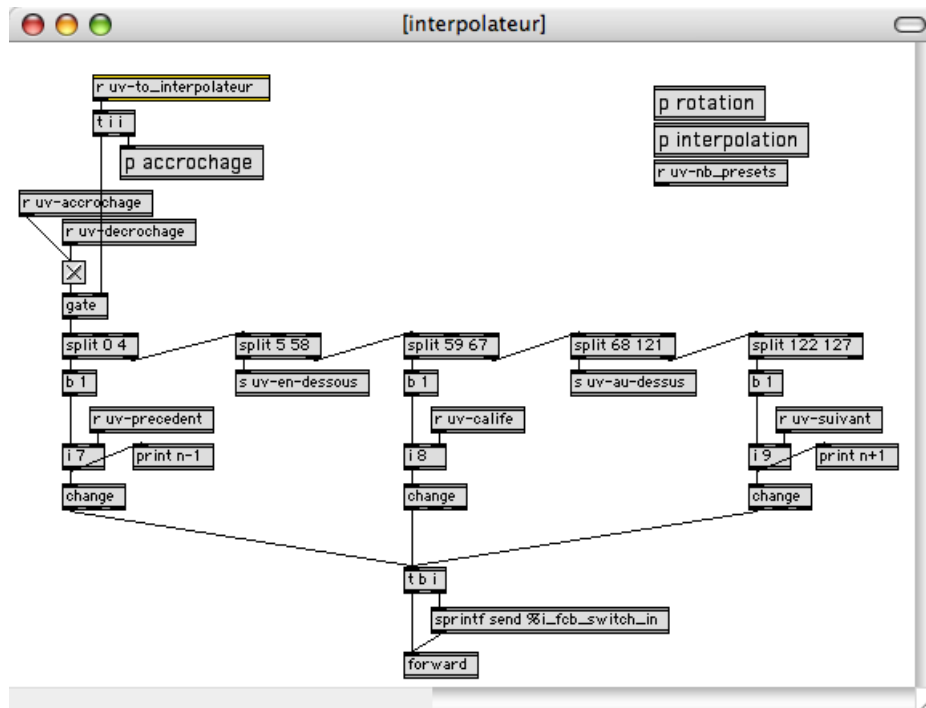 [interpolateur]
r uv-to_interpolateur
p rotation
t i i
p interpolation
p accrochage
r uv-nb_presets
r uv-accrochage
r uv-decrochage
gate
split 0 4
split 5 58
split 59 67
split 68 121
split 122 127
b 1
s uv-en-dessous
b 1
s uv-au-dessus
b 1
r uv-precedent
r uv-calife
r uv-suivant
i 7
print n-1
i 8
i 9
print n+1
change
change
change
t b i
sprintf send %i_fcb_switch_in
forward